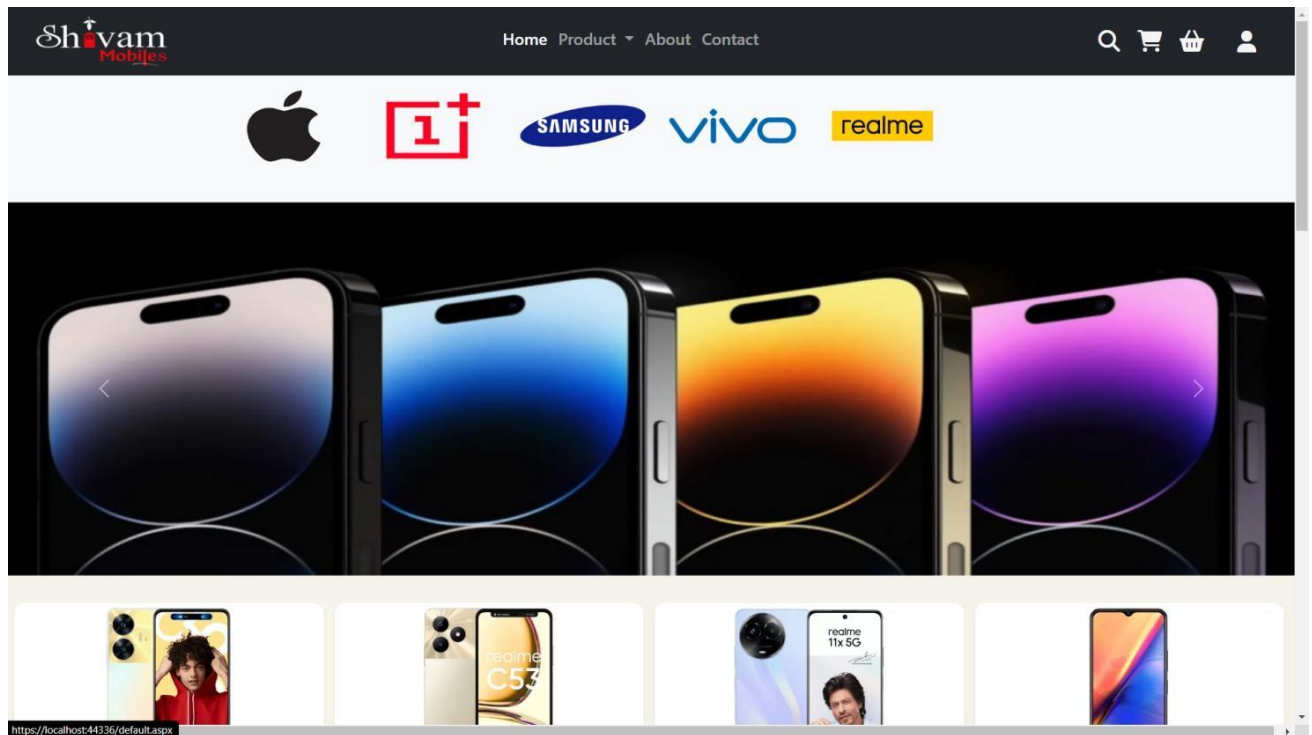 Shivam
Mobiles
Home Product About Contact
SAMSUNG vivo realme
realme
C53
realme
11x 5G
https://localhost:44336/default.aspx